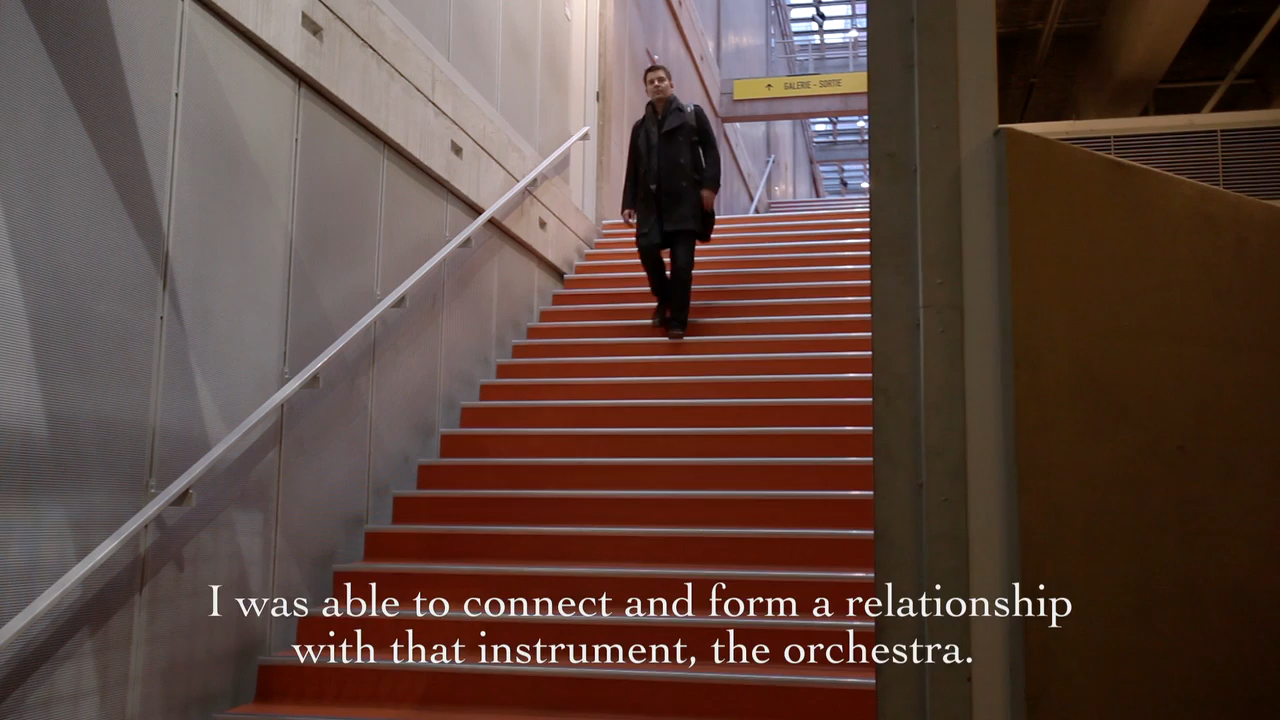 ↑ GALERIE - SORTIE
I was able to connect and form a relationship
with that instrument, the orchestra.